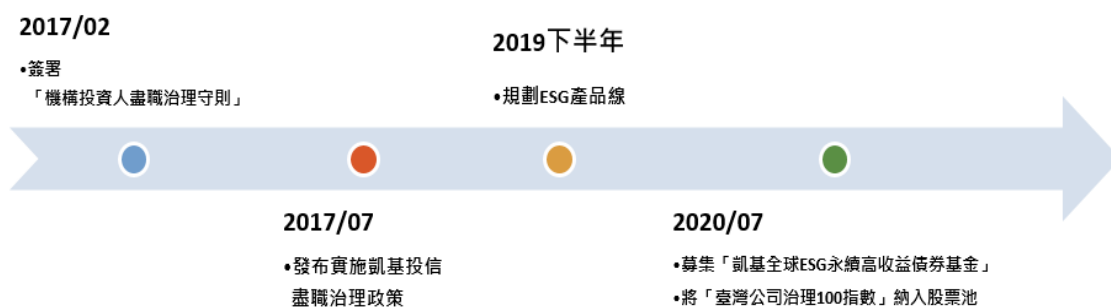 2017/02
•簽署
「機構投資人盡職治理守則」
2019下半年
•規劃ESG產品線
2017/07
•發布實施凱基投信
盡職治理政策
2020/07
•募集「凱基全球ESG永續高收益債券基金」
•將「臺灣公司治理100指數」納入股票池